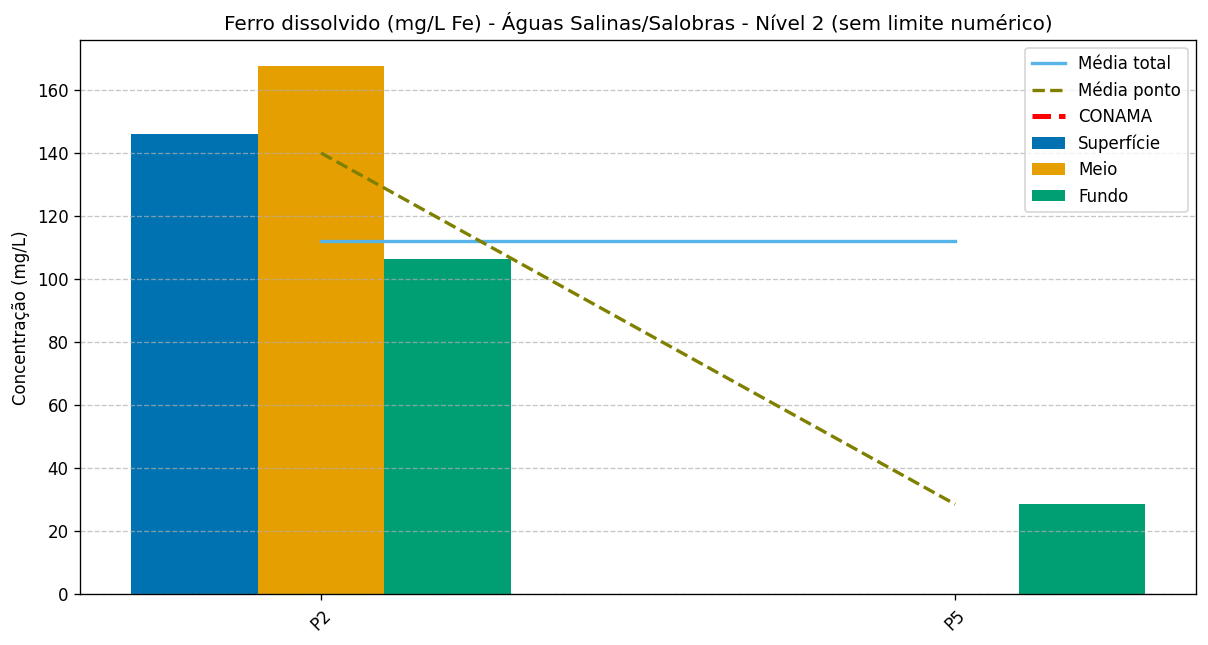 Ferro dissolvido (mg/L Fe) - Águas Salinas/Salobras - Nível 2 (sem limite numérico)
Concentração (mg/L)
160
140
120
100
80
60
40
20
0
P2
P5
Média total
Média ponto
CONAMA
Superfície
Meio
Fundo